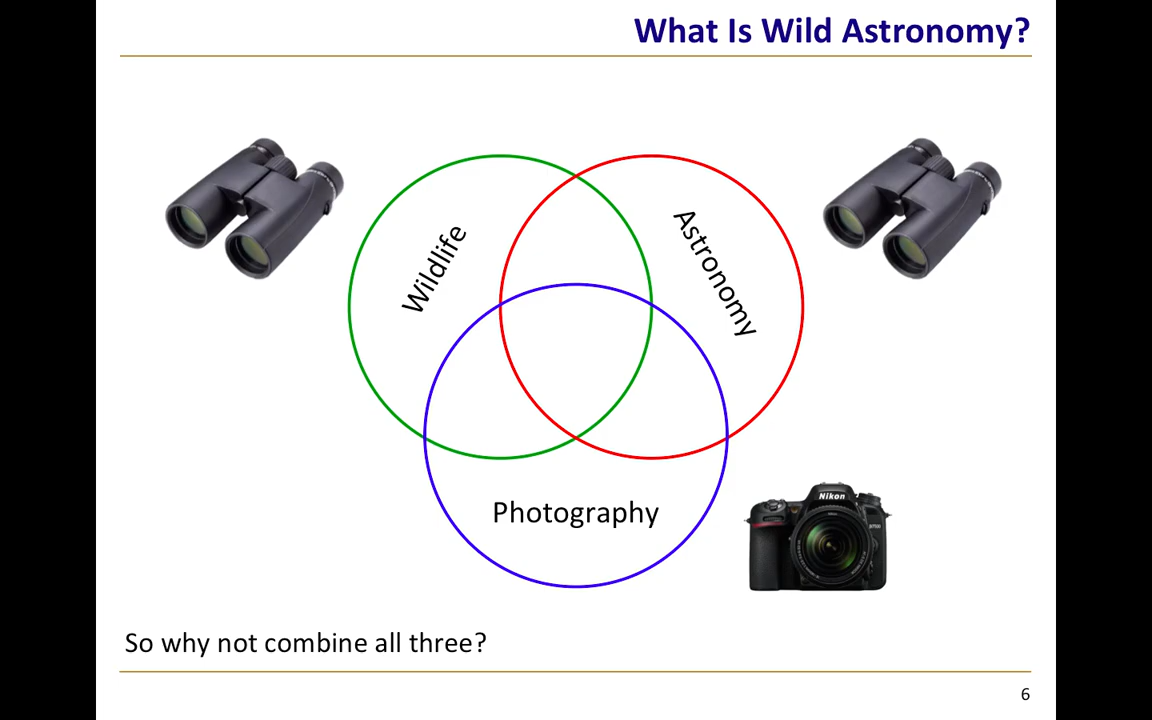 What Is Wild Astronomy?
Wildlife
Astronomy
Photography
Nikon
So why not combine all three?
6